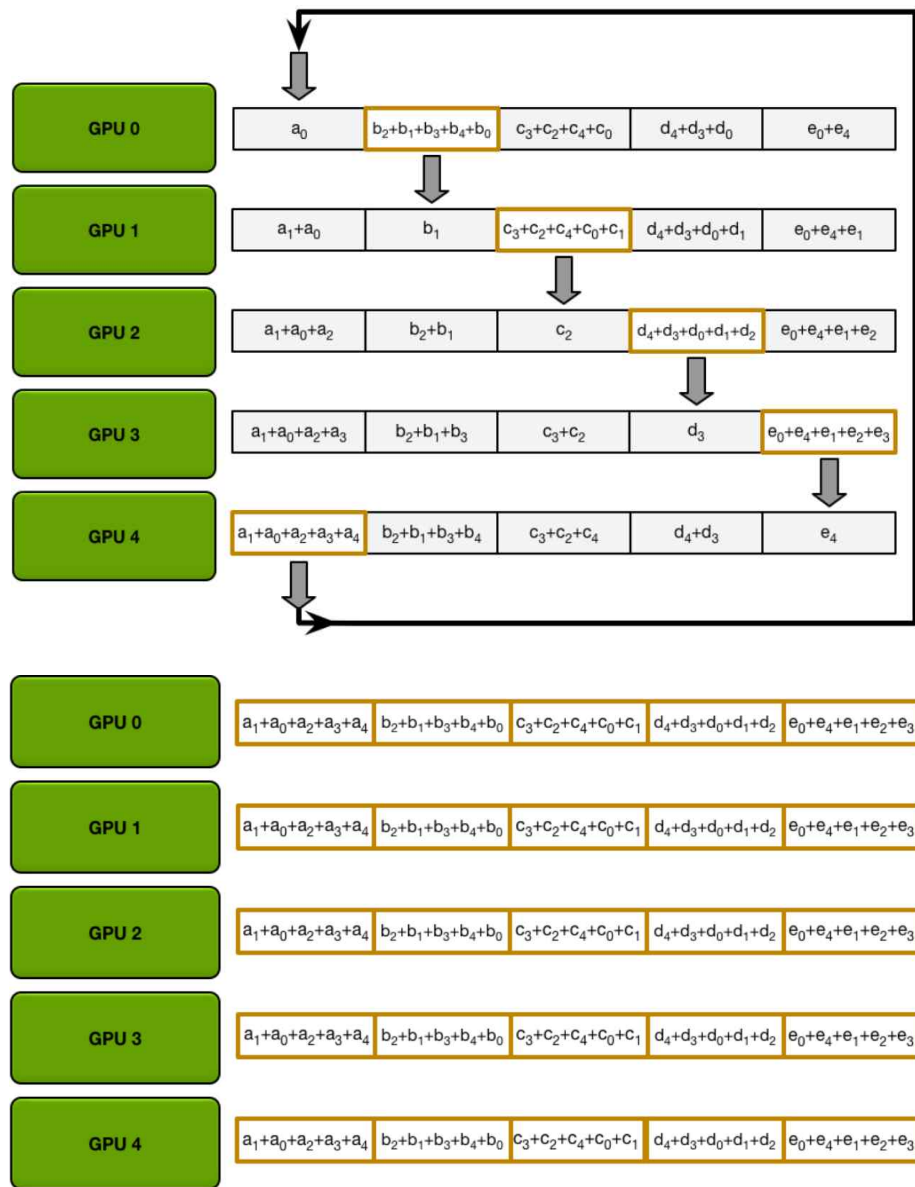 GPU 0 a₀ b₂+b₁+b₃+b₄+b₀ c₃+c₂+c₄+c₀ d₄+d₃+d₀ e₀+e₄
GPU 1 a₁+a₀ b₁ c₃+c₂+c₄+c₀+c₁ d₄+d₃+d₀+d₁ e₀+e₄+e₁
GPU 2 a₁+a₀+a₂ b₂+b₁ c₂ d₄+d₃+d₀+d₁+d₂ e₀+e₄+e₁+e₂
GPU 3 a₁+a₀+a₂+a₃ b₂+b₁+b₃ c₃+c₂ d₃ e₀+e₄+e₁+e₂+e₃
GPU 4 a₁+a₀+a₂+a₃+a₄ b₂+b₁+b₃+b₄ c₃+c₂+c₄ d₄+d₃ e₄
GPU 0 a₁+a₀+a₂+a₃+a₄ b₂+b₁+b₃+b₄+b₀ c₃+c₂+c₄+c₀+c₁ d₄+d₃+d₀+d₁+d₂ e₀+e₄+e₁+e₂+e₃
GPU 1 a₁+a₀+a₂+a₃+a₄ b₂+b₁+b₃+b₄+b₀ c₃+c₂+c₄+c₀+c₁ d₄+d₃+d₀+d₁+d₂ e₀+e₄+e₁+e₂+e₃
GPU 2 a₁+a₀+a₂+a₃+a₄ b₂+b₁+b₃+b₄+b₀ c₃+c₂+c₄+c₀+c₁ d₄+d₃+d₀+d₁+d₂ e₀+e₄+e₁+e₂+e₃
GPU 3 a₁+a₀+a₂+a₃+a₄ b₂+b₁+b₃+b₄+b₀ c₃+c₂+c₄+c₀+c₁ d₄+d₃+d₀+d₁+d₂ e₀+e₄+e₁+e₂+e₃
GPU 4 a₁+a₀+a₂+a₃+a₄ b₂+b₁+b₃+b₄+b₀ c₃+c₂+c₄+c₀+c₁ d₄+d₃+d₀+d₁+d₂ e₀+e₄+e₁+e₂+e₃